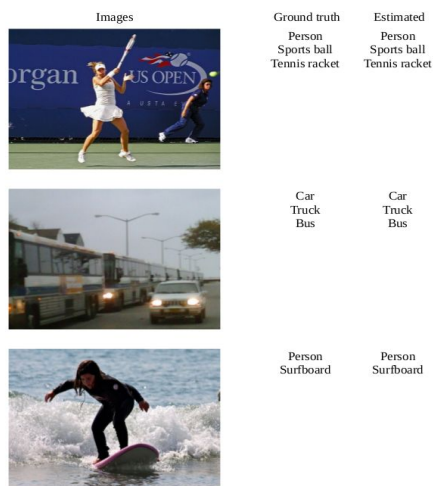 Images Ground truth Estimated
Person Person
Sports ball Sports ball
Tennis racket Tennis racket
organ US OPEN
A USTA E
Car Car
Truck Truck
Bus Bus
Person Person
Surfboard Surfboard